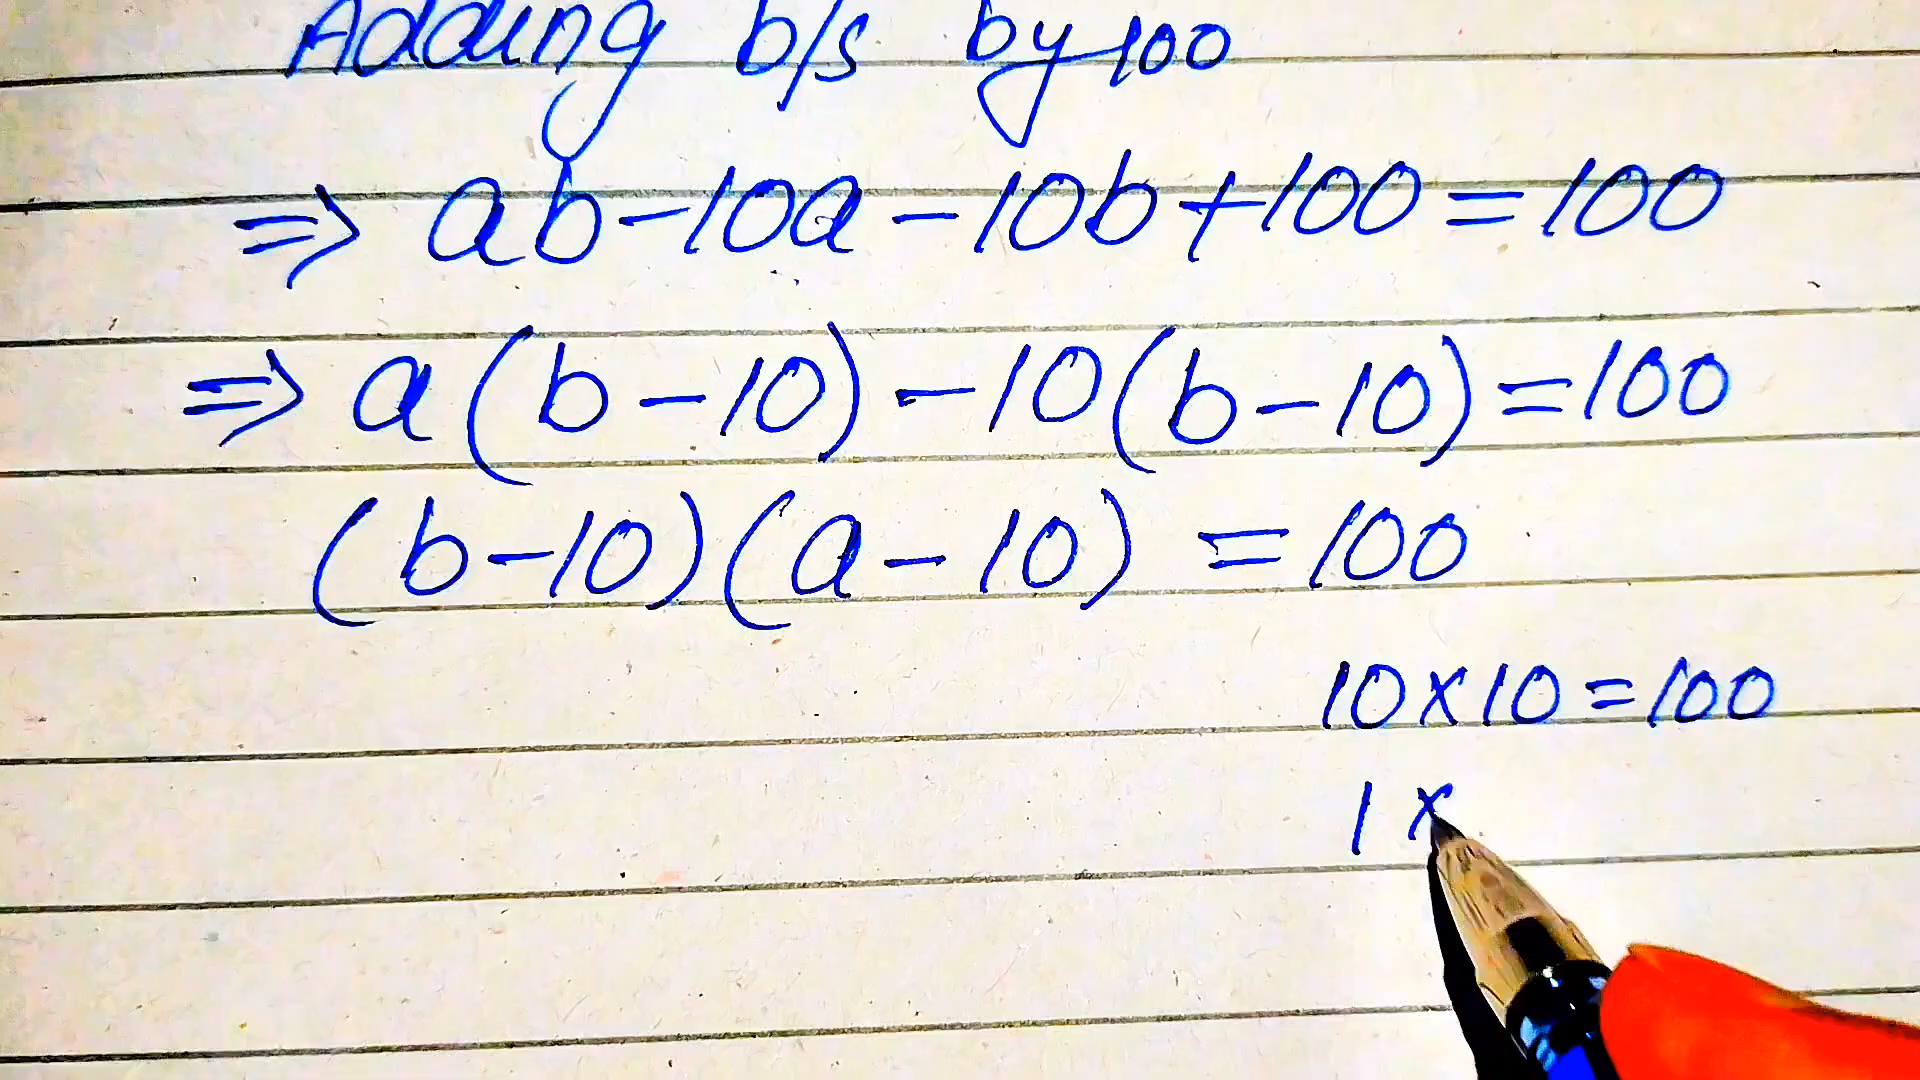 Adding b/s by 100
⇒ ab-10a-10b+100=100
⇒ a(b-10)-10(b-10)=100
(b-10)(a-10) = 100
10×10=100
1×